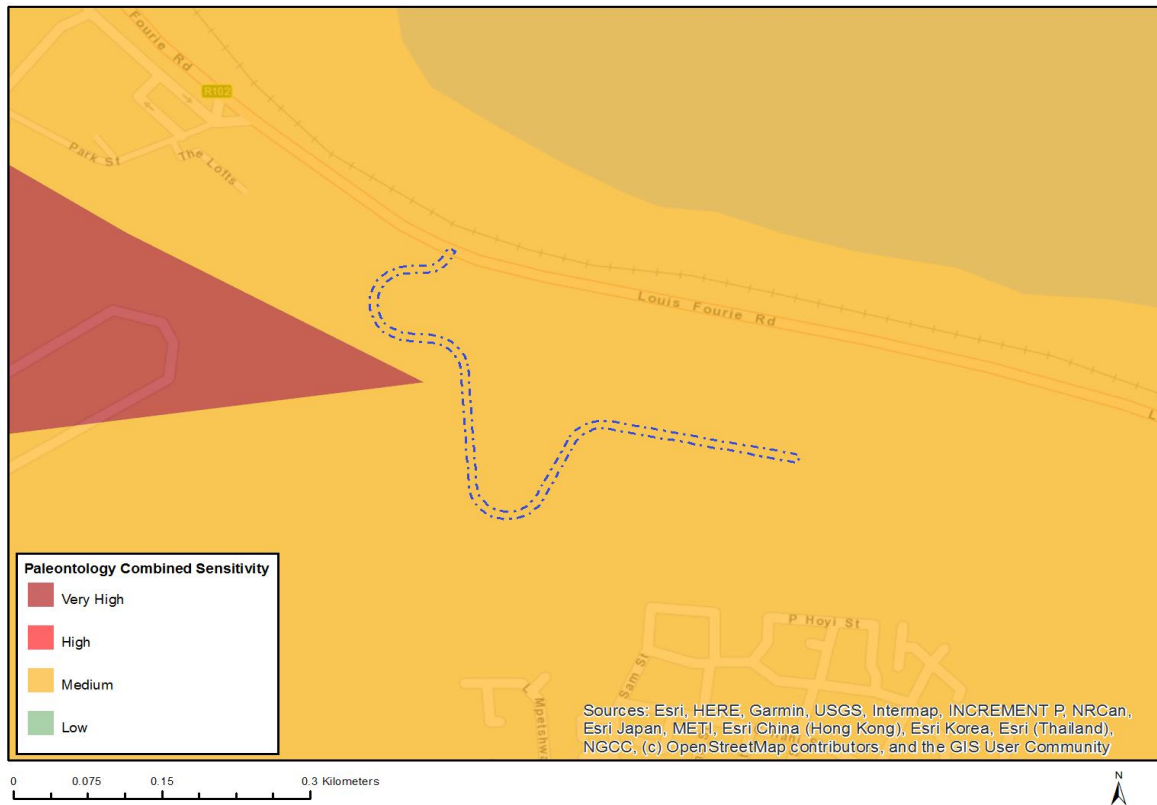 Fourie Rd
R102
Park St
The Lofts
Louis Fourie Rd
L
P Hoyi St
Sam St
L Mpetshwa
Paleontology Combined Sensitivity
Very High
High
Medium
Low
Sources: Esri, HERE, Garmin, USGS, Intermap, INCREMENT P, NRCan,
Esri Japan, METI, Esri China (Hong Kong), Esri Korea, Esri (Thailand),
NGCC, (c) OpenStreetMap contributors, and the GIS User Community
0 0.075 0.15 0.3 Kilometers
N